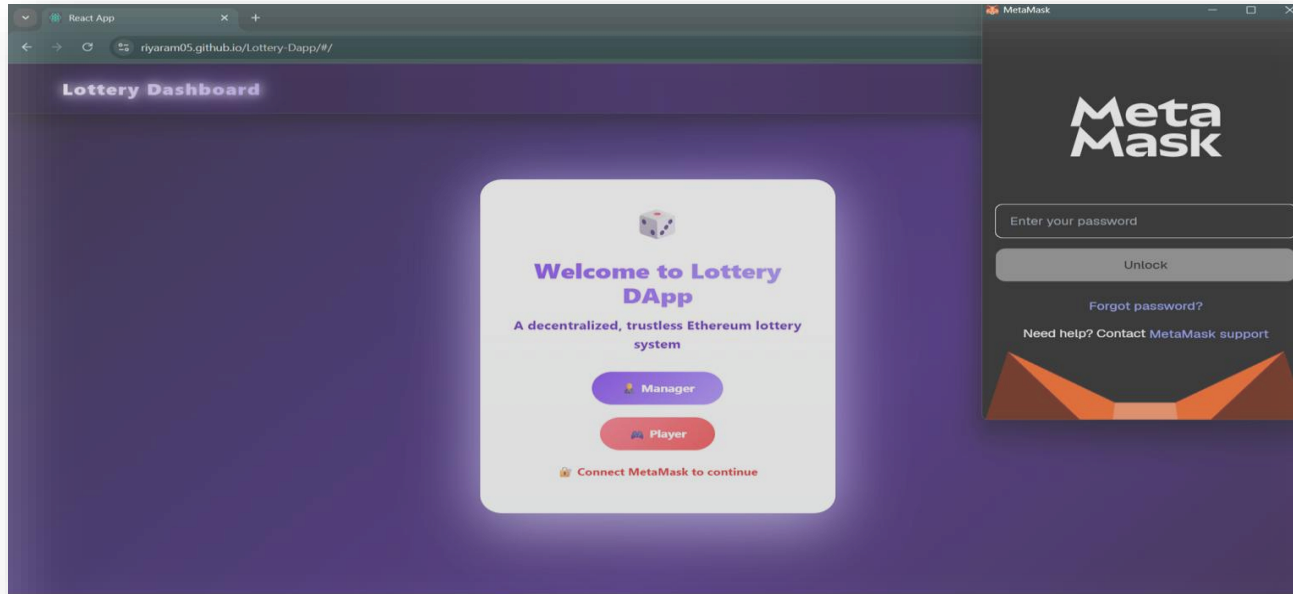 React App
MetaMask
riyaram05.github.io/Lottery-Dapp/#/
Lottery Dashboard
Meta
Mask
Enter your password
Unlock
Forgot password?
Need help? Contact MetaMask support
Welcome to Lottery
DApp
A decentralized, trustless Ethereum lottery
system
Manager
Player
Connect MetaMask to continue